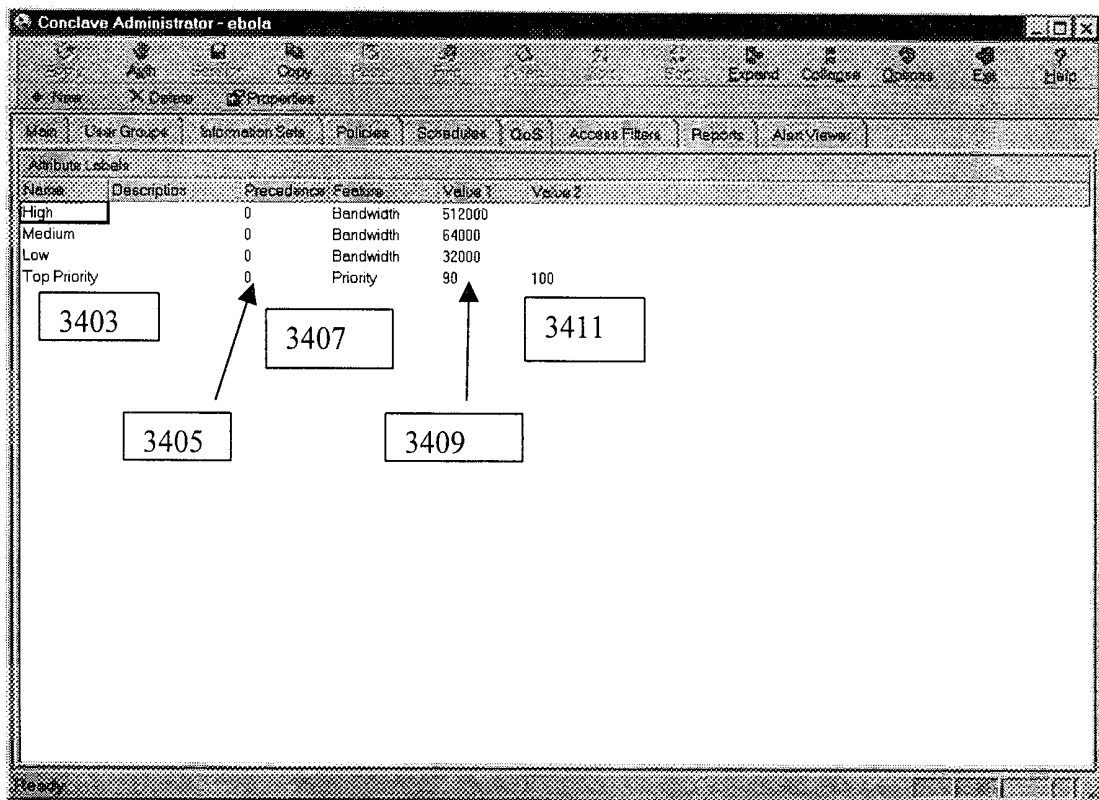 Conclave Administrator - ebola
Apply Auth Copy Expand Collapse Options Exit Help
New Delete Properties
Main User Groups Information Sets Policies Schedules QoS Access Filters Reports Alert Viewer
Attribute Labels
Name Description Precedence Feature Value 1 Value 2
High 0 Bandwidth 512000
Medium 0 Bandwidth 64000
Low 0 Bandwidth 32000
Top Priority 0 Priority 90 100
3403
3407
3411
3405
3409
Ready